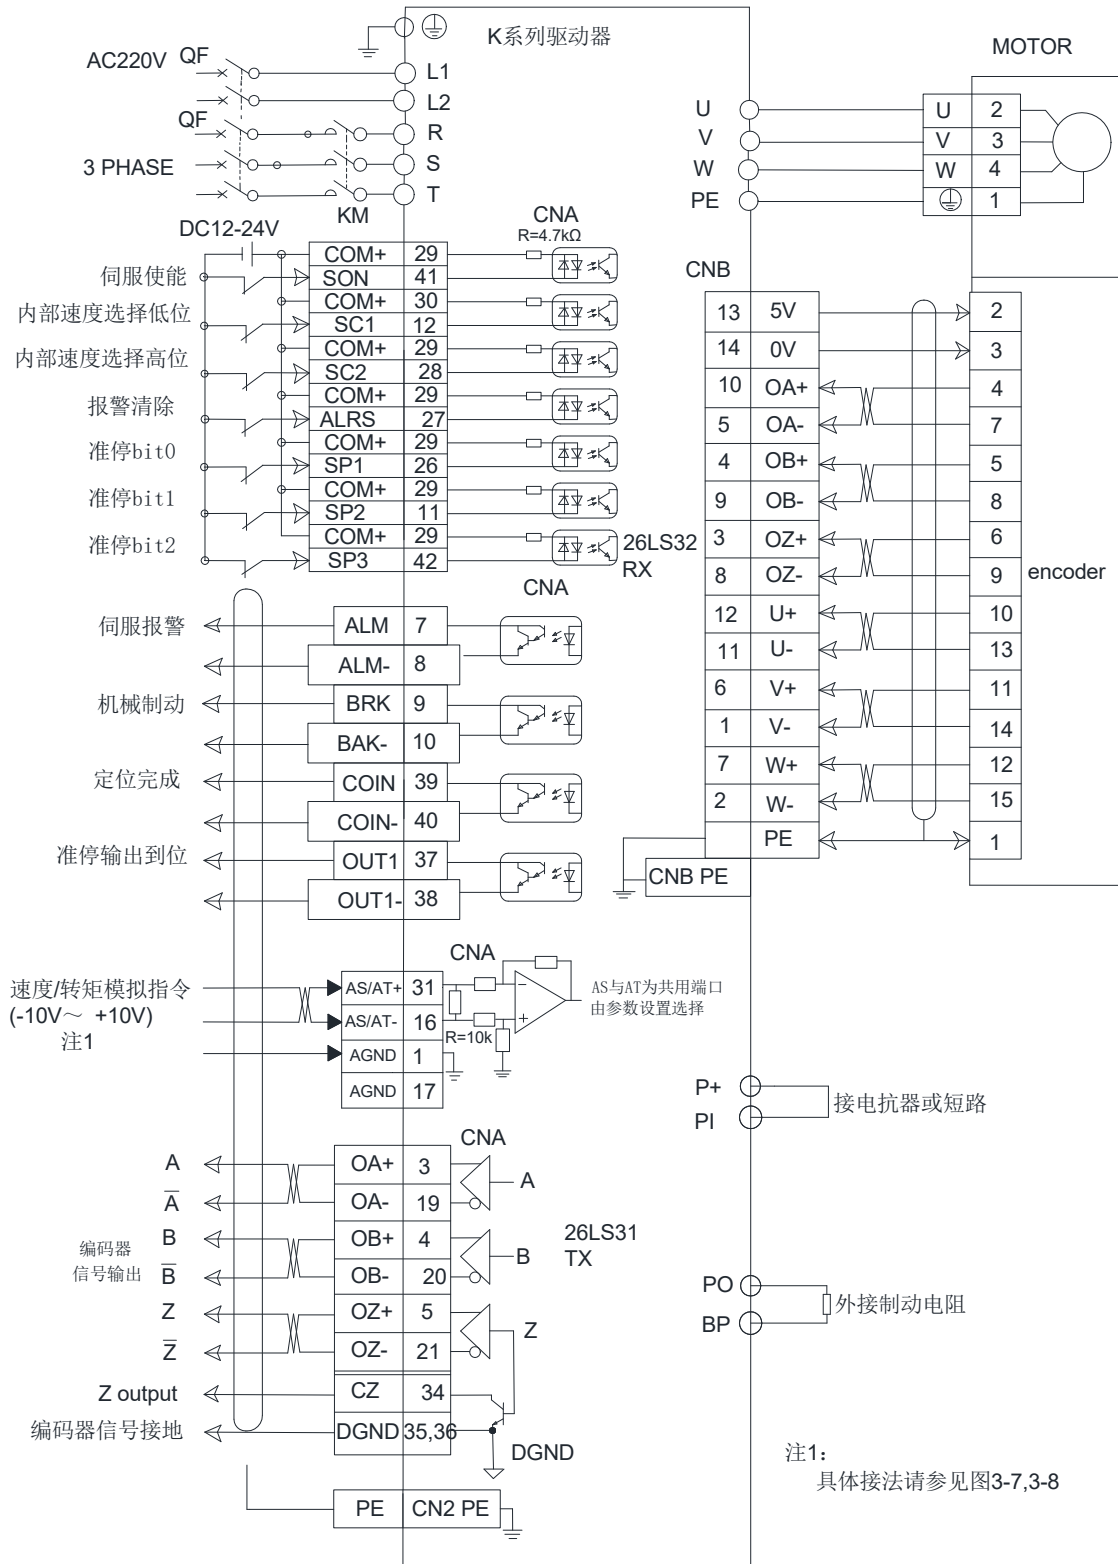 K系列驱动器
MOTOR
AC220V
QF
L1
L2
QF
R
3 PHASE
S
T
KM
U
V
W
PE
U 2
V 3
W 4
1
DC12-24V
CNA
R=4.7kΩ
伺服使能
内部速度选择低位
内部速度选择高位
报警清除
准停bit0
准停bit1
准停bit2
COM+ 29
SON 41
COM+ 30
SC1 12
COM+ 29
SC2 28
COM+ 29
ALRS 27
COM+ 29
SP1 26
COM+ 29
SP2 11
COM+ 29
SP3 42
26LS32
RX
CNA
CNB
13 5V 2
14 0V 3
10 OA+ 4
5 OA- 7
4 OB+ 5
9 OB- 8
3 OZ+ 6
8 OZ- 9
12 U+ 10
11 U- 13
6 V+ 11
1 V- 14
7 W+ 12
2 W- 15
PE 1
CNB PE
encoder
伺服报警
ALM 7
ALM- 8
机械制动
BRK 9
BAK- 10
定位完成
COIN 39
COIN- 40
准停输出到位
OUT1 37
OUT1- 38
CNA
速度/转矩模拟指令
(-10V～ +10V)
注1
AS/AT+ 31
AS/AT- 16
AGND 1
AGND 17
R=10k
AS与AT为共用端口
由参数设置选择
P+
PI
接电抗器或短路
CNA
A OA+ 3
A̅ OA- 19
A
B OB+ 4
B̅ OB- 20
B
Z OZ+ 5
Z̅ OZ- 21
Z
编码器
信号输出
26LS31
TX
PO
BP
外接制动电阻
Z output CZ 34
编码器信号接地 DGND 35,36
DGND
PE CN2 PE
注1：
具体接法请参见图3-7,3-8